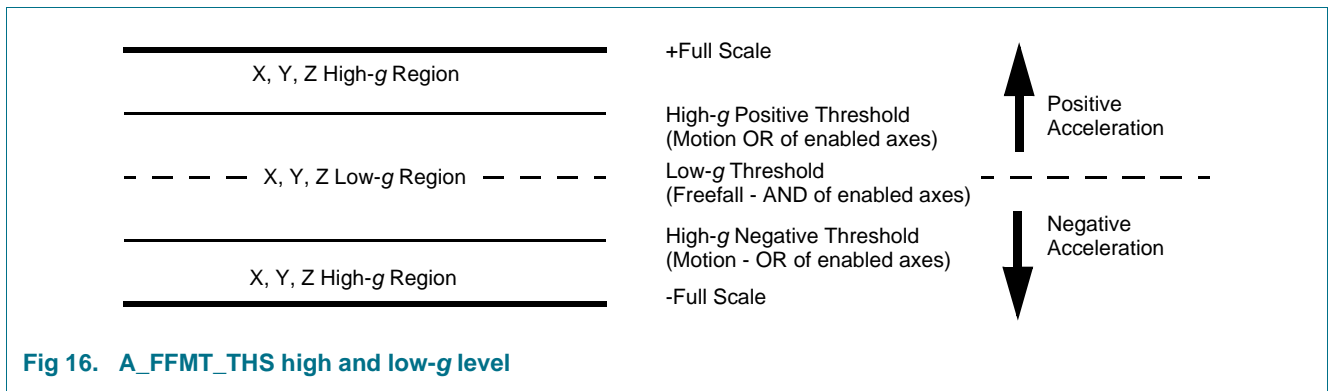 +Full Scale
X, Y, Z High-g Region
High-g Positive Threshold
(Motion OR of enabled axes)
Positive
Acceleration
X, Y, Z Low-g Region
Low-g Threshold
(Freefall - AND of enabled axes)
High-g Negative Threshold
(Motion - OR of enabled axes)
Negative
Acceleration
X, Y, Z High-g Region
-Full Scale
Fig 16. A_FFMT_THS high and low-g level